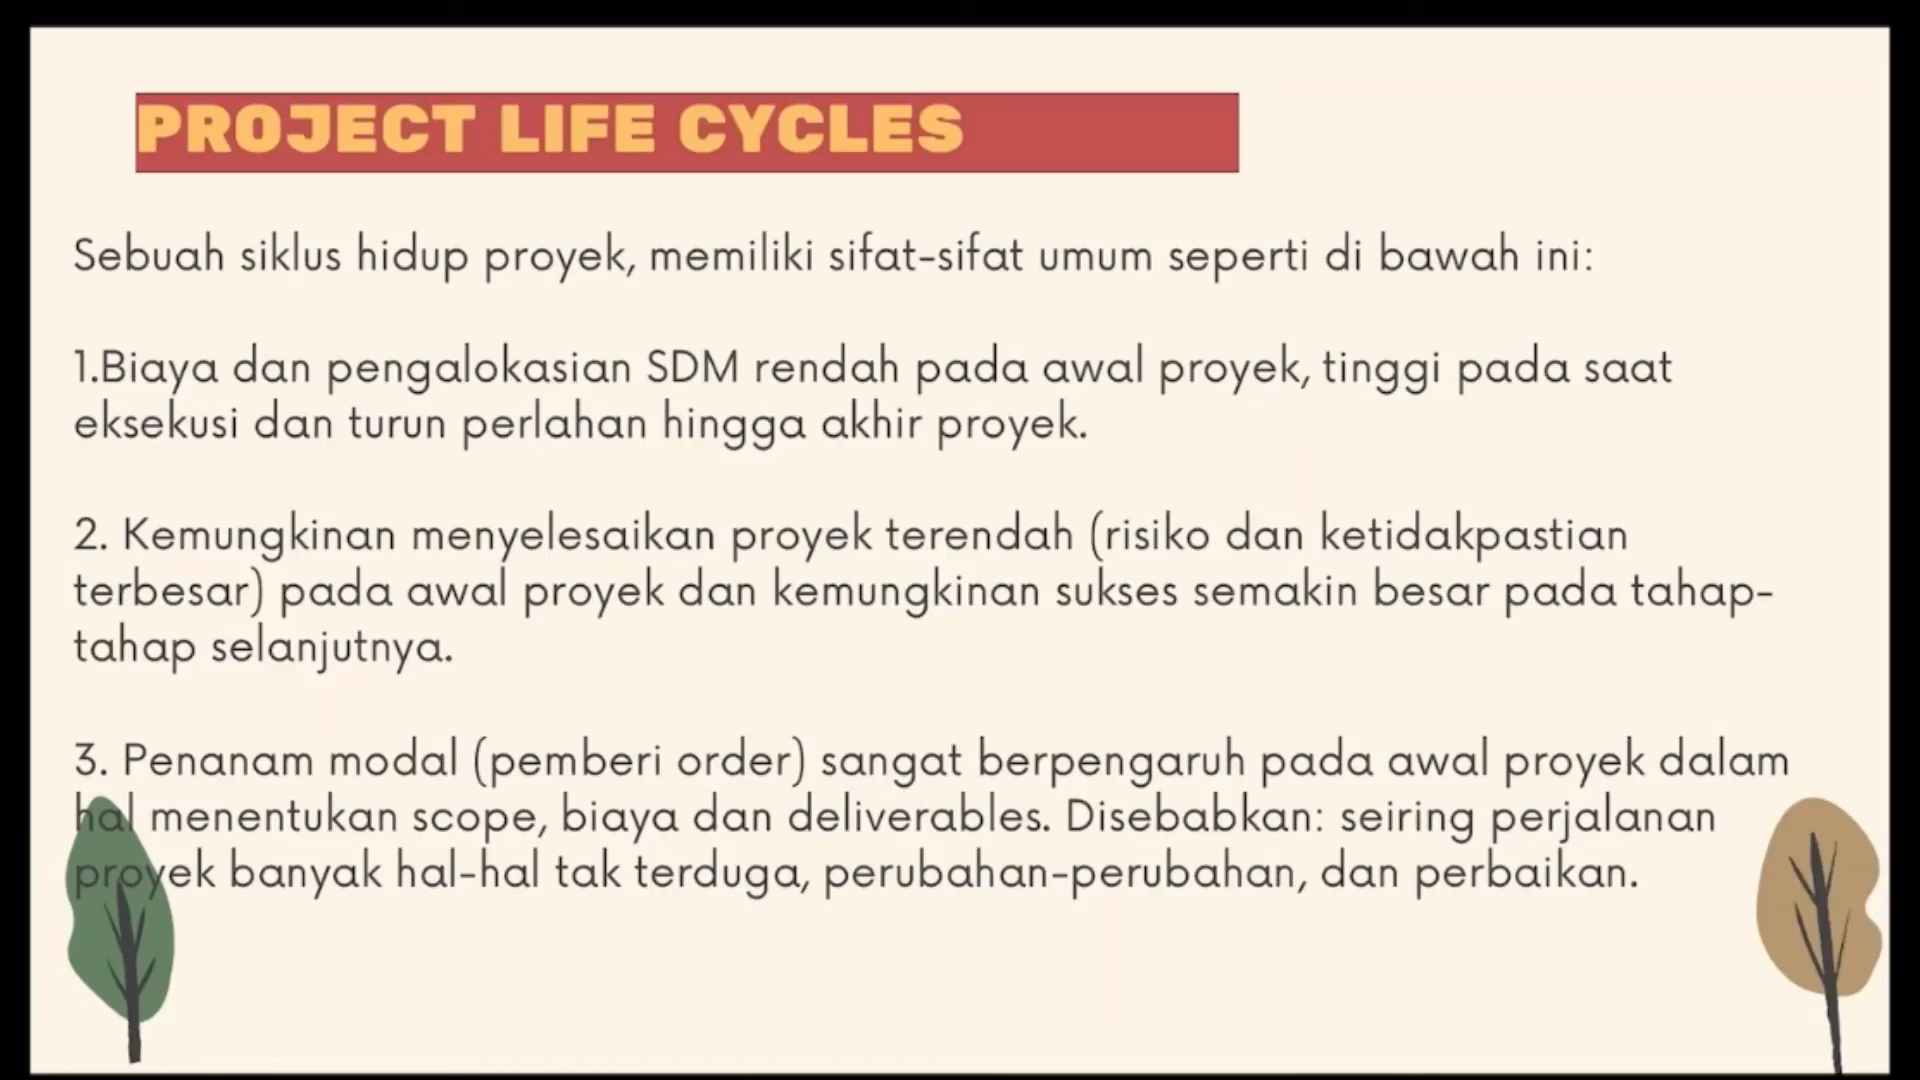 PROJECT LIFE CYCLES
Sebuah siklus hidup proyek, memiliki sifat-sifat umum seperti di bawah ini:
1.Biaya dan pengalokasian SDM rendah pada awal proyek, tinggi pada saat
eksekusi dan turun perlahan hingga akhir proyek.
2. Kemungkinan menyelesaikan proyek terendah (risiko dan ketidakpastian
terbesar) pada awal proyek dan kemungkinan sukses semakin besar pada tahap-
tahap selanjutnya.
3. Penanam modal (pemberi order) sangat berpengaruh pada awal proyek dalam
hal menentukan scope, biaya dan deliverables. Disebabkan: seiring perjalanan
proyek banyak hal-hal tak terduga, perubahan-perubahan, dan perbaikan.